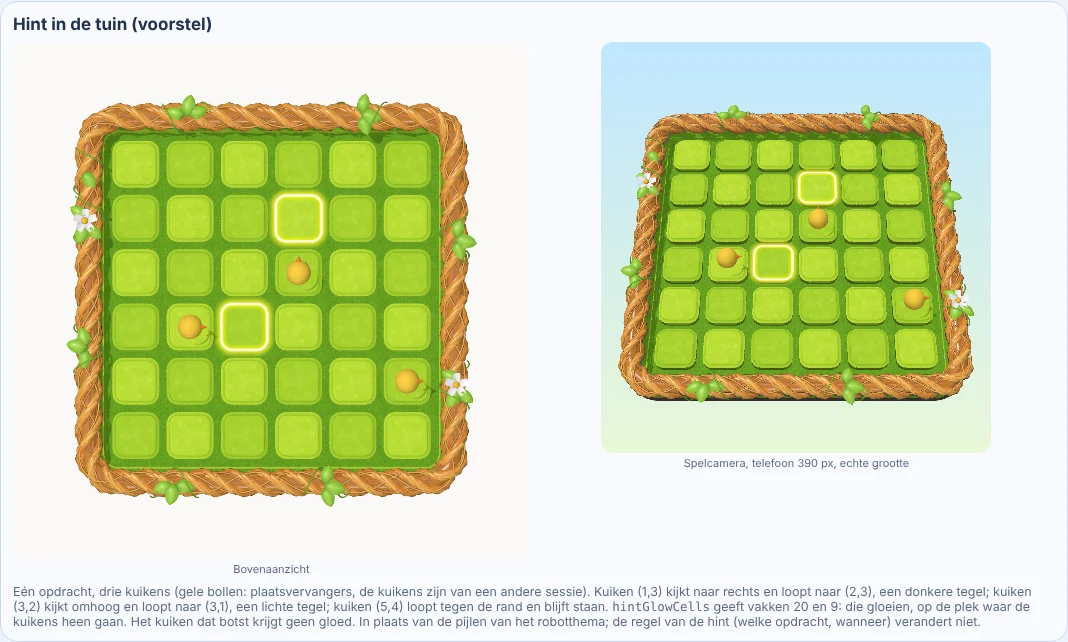 Hint in de tuin (voorstel)
Spelcamera, telefoon 390 px, echte grootte
Bovenaanzicht
Eén opdracht, drie kuikens (gele bollen: plaatsvervangers, de kuikens zijn van een andere sessie). Kuiken (1,3) kijkt naar rechts en loopt naar (2,3), een donkere tegel; kuiken
(3,2) kijkt omhoog en loopt naar (3,1), een lichte tegel; kuiken (5,4) loopt tegen de rand en blijft staan. hintGlowCells geeft vakken 20 en 9: die gloeien, op de plek waar de
kuikens heen gaan. Het kuiken dat botst krijgt geen gloed. In plaats van de pijlen van het robotthema; de regel van de hint (welke opdracht, wanneer) verandert niet.